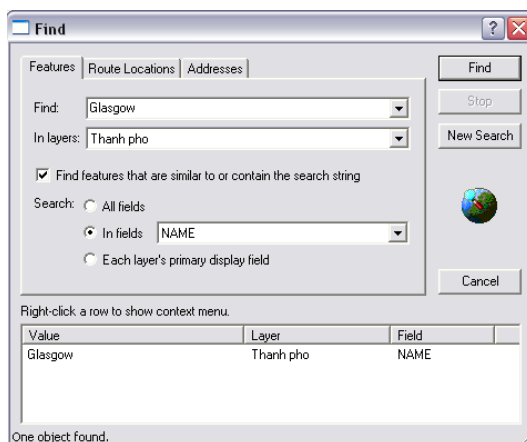 Find
Features Route Locations Addresses
Find
Find: Glasgow
Stop
In layers: Thanh pho
New Search
Find features that are similar to or contain the search string
Search: All fields
In fields NAME
Each layer's primary display field
Cancel
Right-click a row to show context menu.
Value Layer Field
Glasgow Thanh pho NAME
One object found.